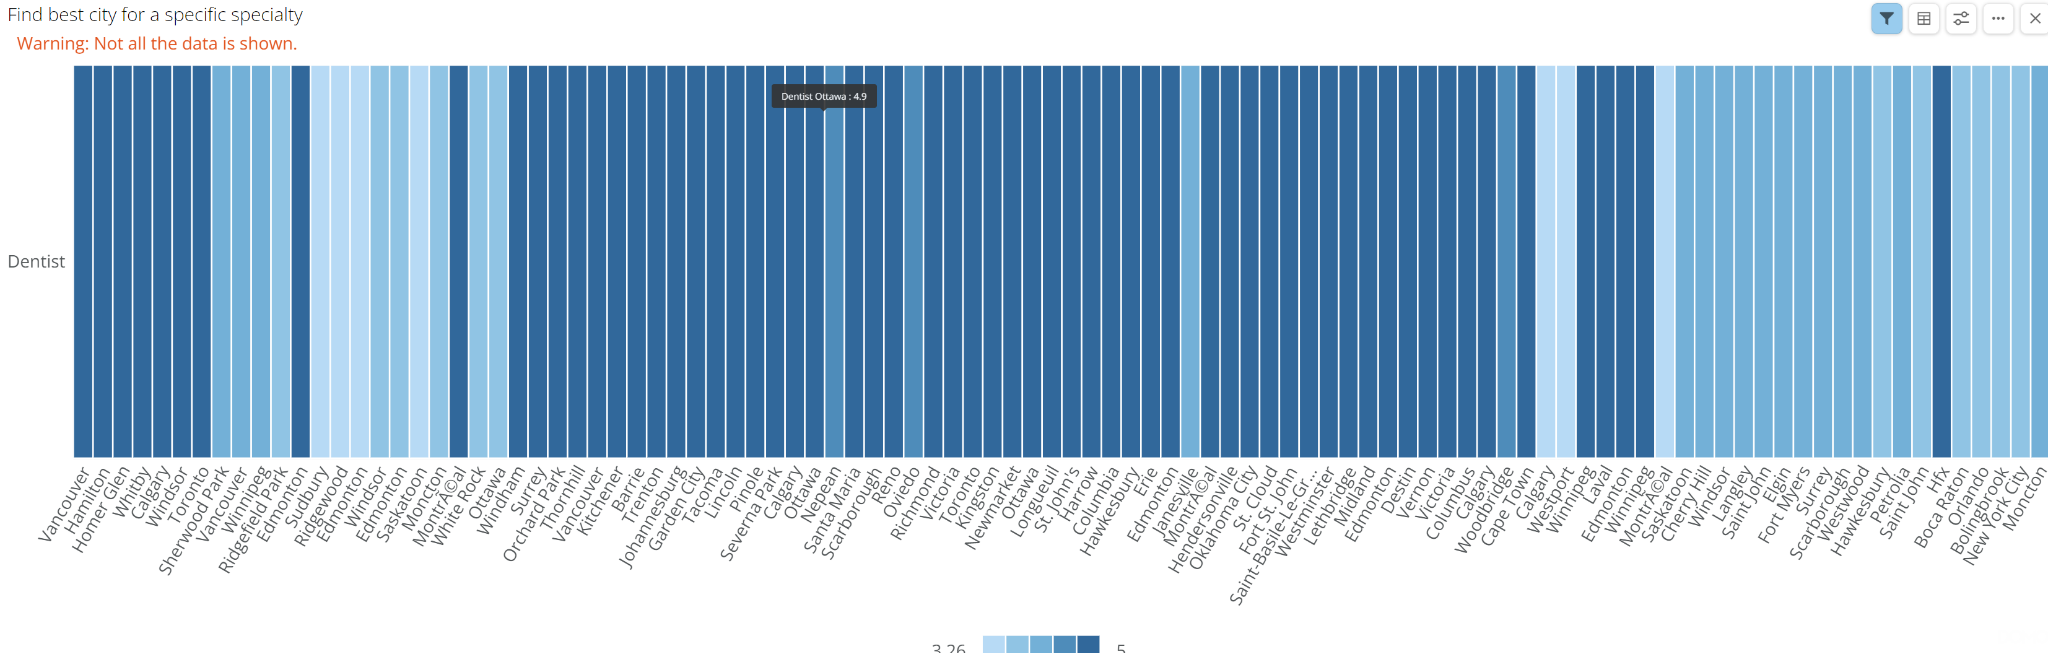 Find best city for a specific specialty
Warning: Not all the data is shown.
Dentist Ottawa : 4.9
Dentist
Vancouver
Hamilton
Homer Glen
Whitby
Calgary
Windsor
Toronto
Sherwood Park
Vancouver
Winnipeg
Ridgefield Park
Edmonton
Sudbury
Ridgewood
Edmonton
Windsor
Edmonton
Saskatoon
Moncton
MontrÃ©al
White Rock
Ottawa
Windham
Surrey
Orchard Park
Thornhill
Vancouver
Kitchener
Barrie
Trenton
Johannesburg
Garden City
Tacoma
Lincoln
Pinole
Severna Park
Calgary
Ottawa
Nepean
Santa Maria
Scarborough
Reno
Oviedo
Richmond
Victoria
Toronto
Kingston
Newmarket
Ottawa
Longueuil
St. John's
Harrow
Columbia
Hawkesbury
Erie
Edmonton
Janesville
MontrÃ©al
Hendersonville
Oklahoma City
St. Cloud
Fort St. John
Saint-Basile-Le-Gr...
Westminster
Lethbridge
Midland
Edmonton
Destin
Vernon
Victoria
Columbus
Calgary
Woodbridge
Cape Town
Calgary
Westport
Winnipeg
Laval
Edmonton
Winnipeg
MontrÃ©al
Saskatoon
Cherry Hill
Windsor
Langley
Saint John
Elgin
Fort Myers
Surrey
Scarborough
Westwood
Hawkesbury
Petrolia
Saint John
Hfx
Boca Raton
Orlando
Bolingbrook
New York City
Moncton
3.26
5